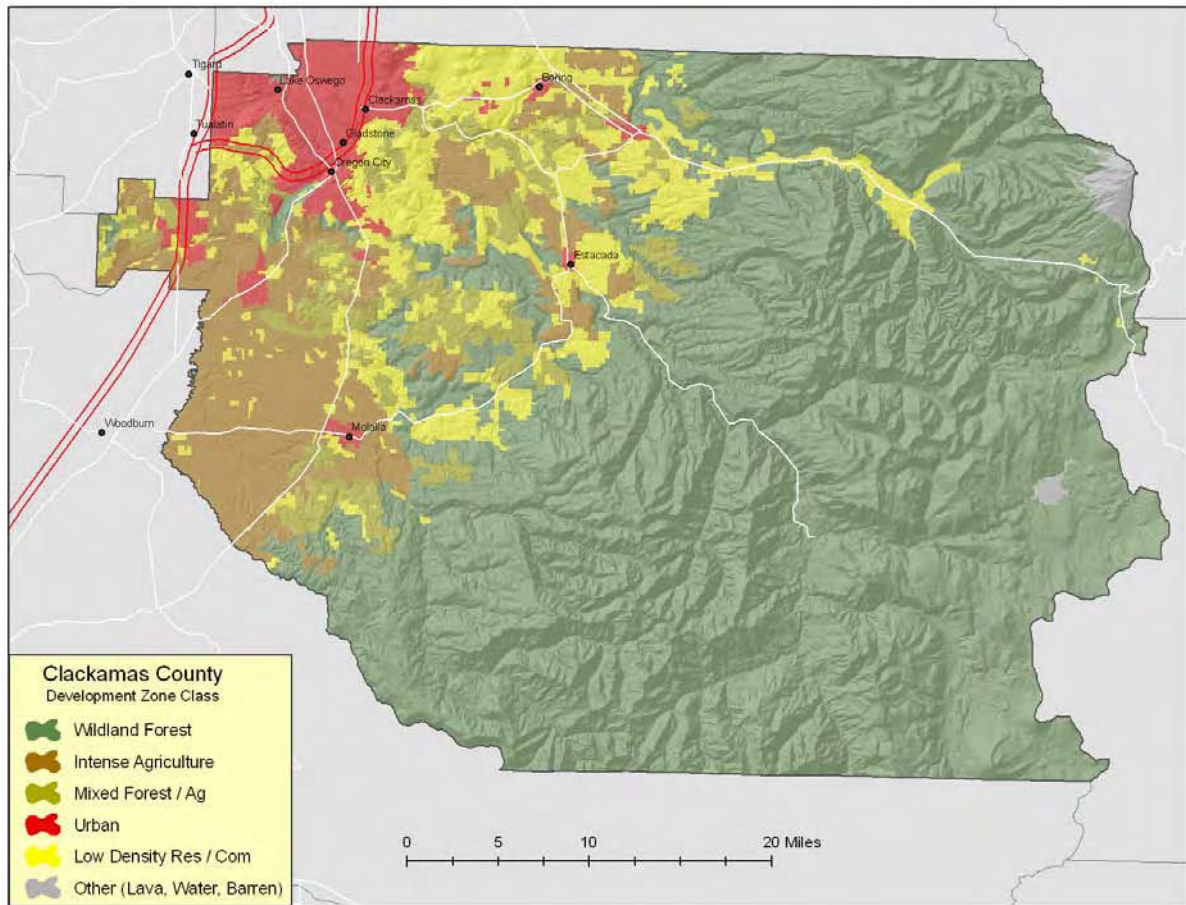 Tigard
Lake Oswego
Boring
Clackamas
Tualatin
Gladstone
Oregon City
Estacada
Woodburn
Molalla
Clackamas County
Development Zone Class
Wildland Forest
Intense Agriculture
Mixed Forest / Ag
Urban
Low Density Res / Com
Other (Lava, Water, Barren)
0 5 10 20 Miles